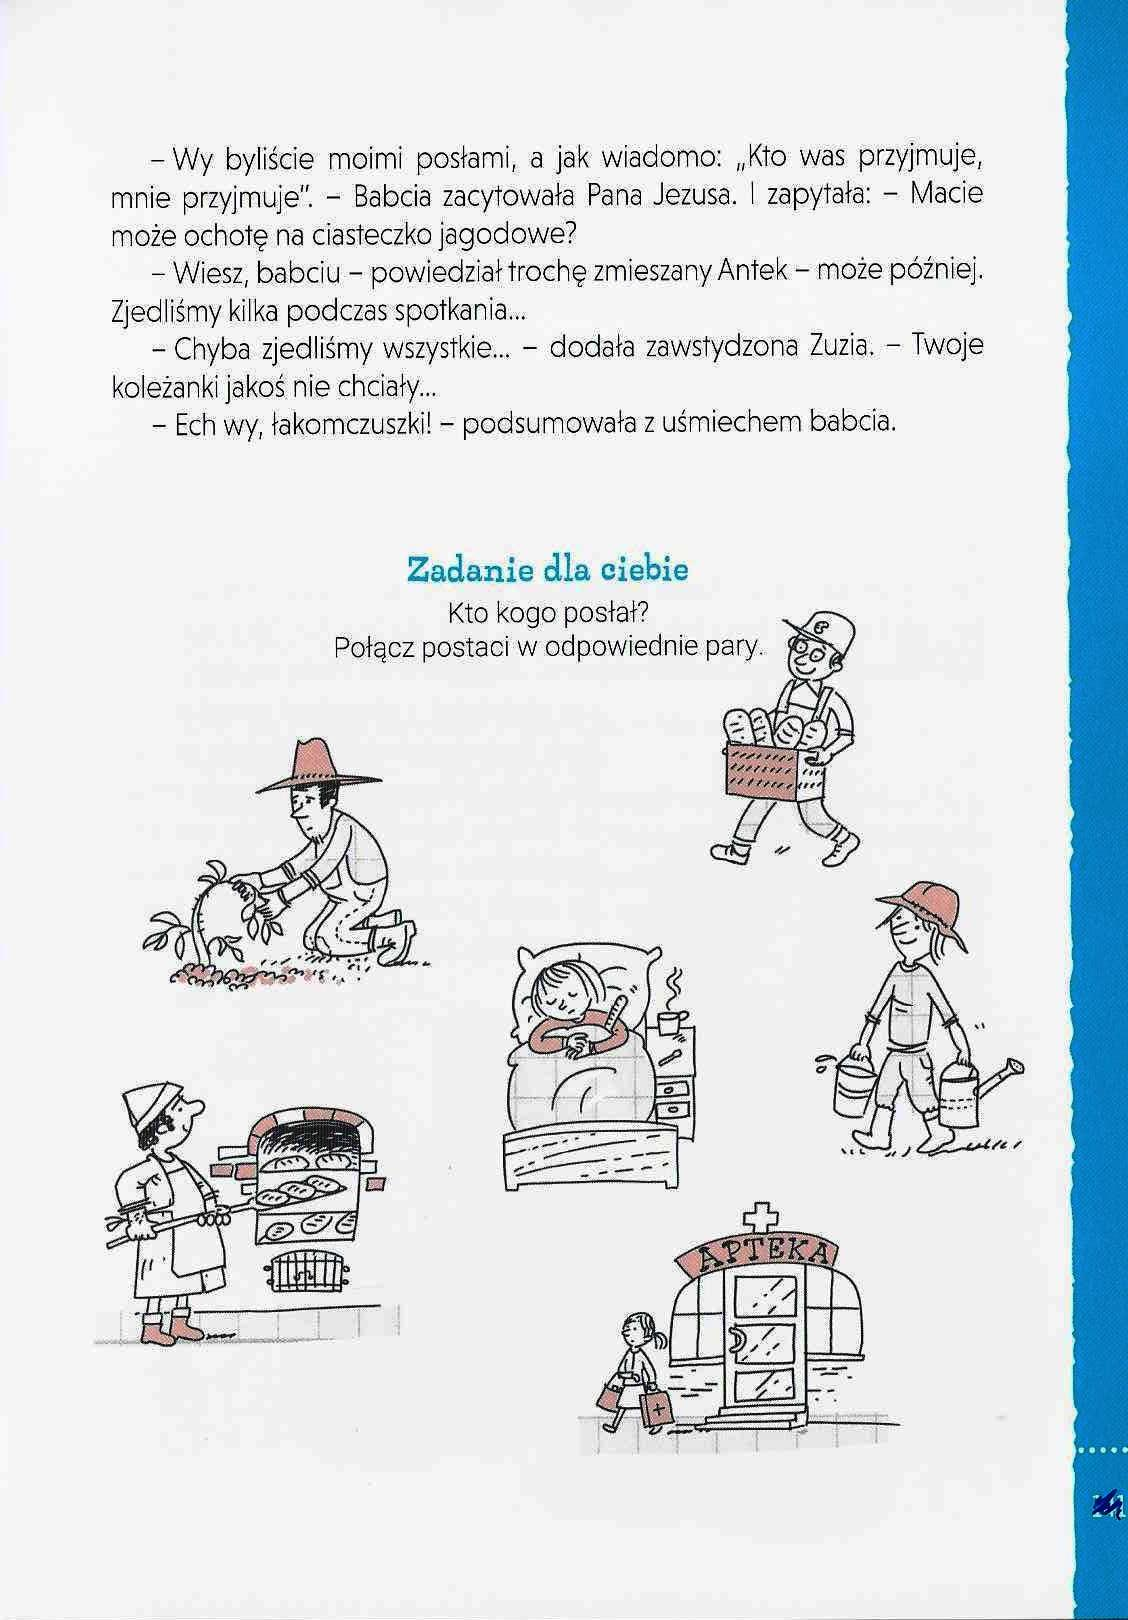 – Wy byliście moimi posłami, a jak wiadomo: „Kto was przyjmuje,
mnie przyjmuje”. – Babcia zacytowała Pana Jezusa. I zapytała: – Macie
może ochotę na ciasteczko jagodowe?
– Wiesz, babciu – powiedział trochę zmieszany Antek – może później.
Zjedliśmy kilka podczas spotkania...
– Chyba zjedliśmy wszystkie... – dodała zawstydzona Zuzia. – Twoje
koleżanki jakoś nie chciały...
– Ech wy, łakomczuszki! – podsumowała z uśmiechem babcia.
Zadanie dla ciebie
Kto kogo posłał?
Połącz postaci w odpowiednie pary.
APTEKA